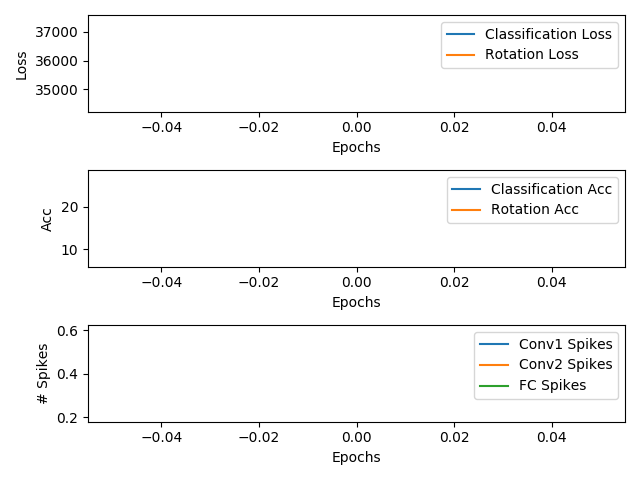 37000
36000
35000
Loss
Classification Loss
Rotation Loss
−0.04 −0.02 0.00 0.02 0.04
Epochs
20
10
Acc
Classification Acc
Rotation Acc
−0.04 −0.02 0.00 0.02 0.04
Epochs
0.6
0.4
0.2
# Spikes
Conv1 Spikes
Conv2 Spikes
FC Spikes
−0.04 −0.02 0.00 0.02 0.04
Epochs